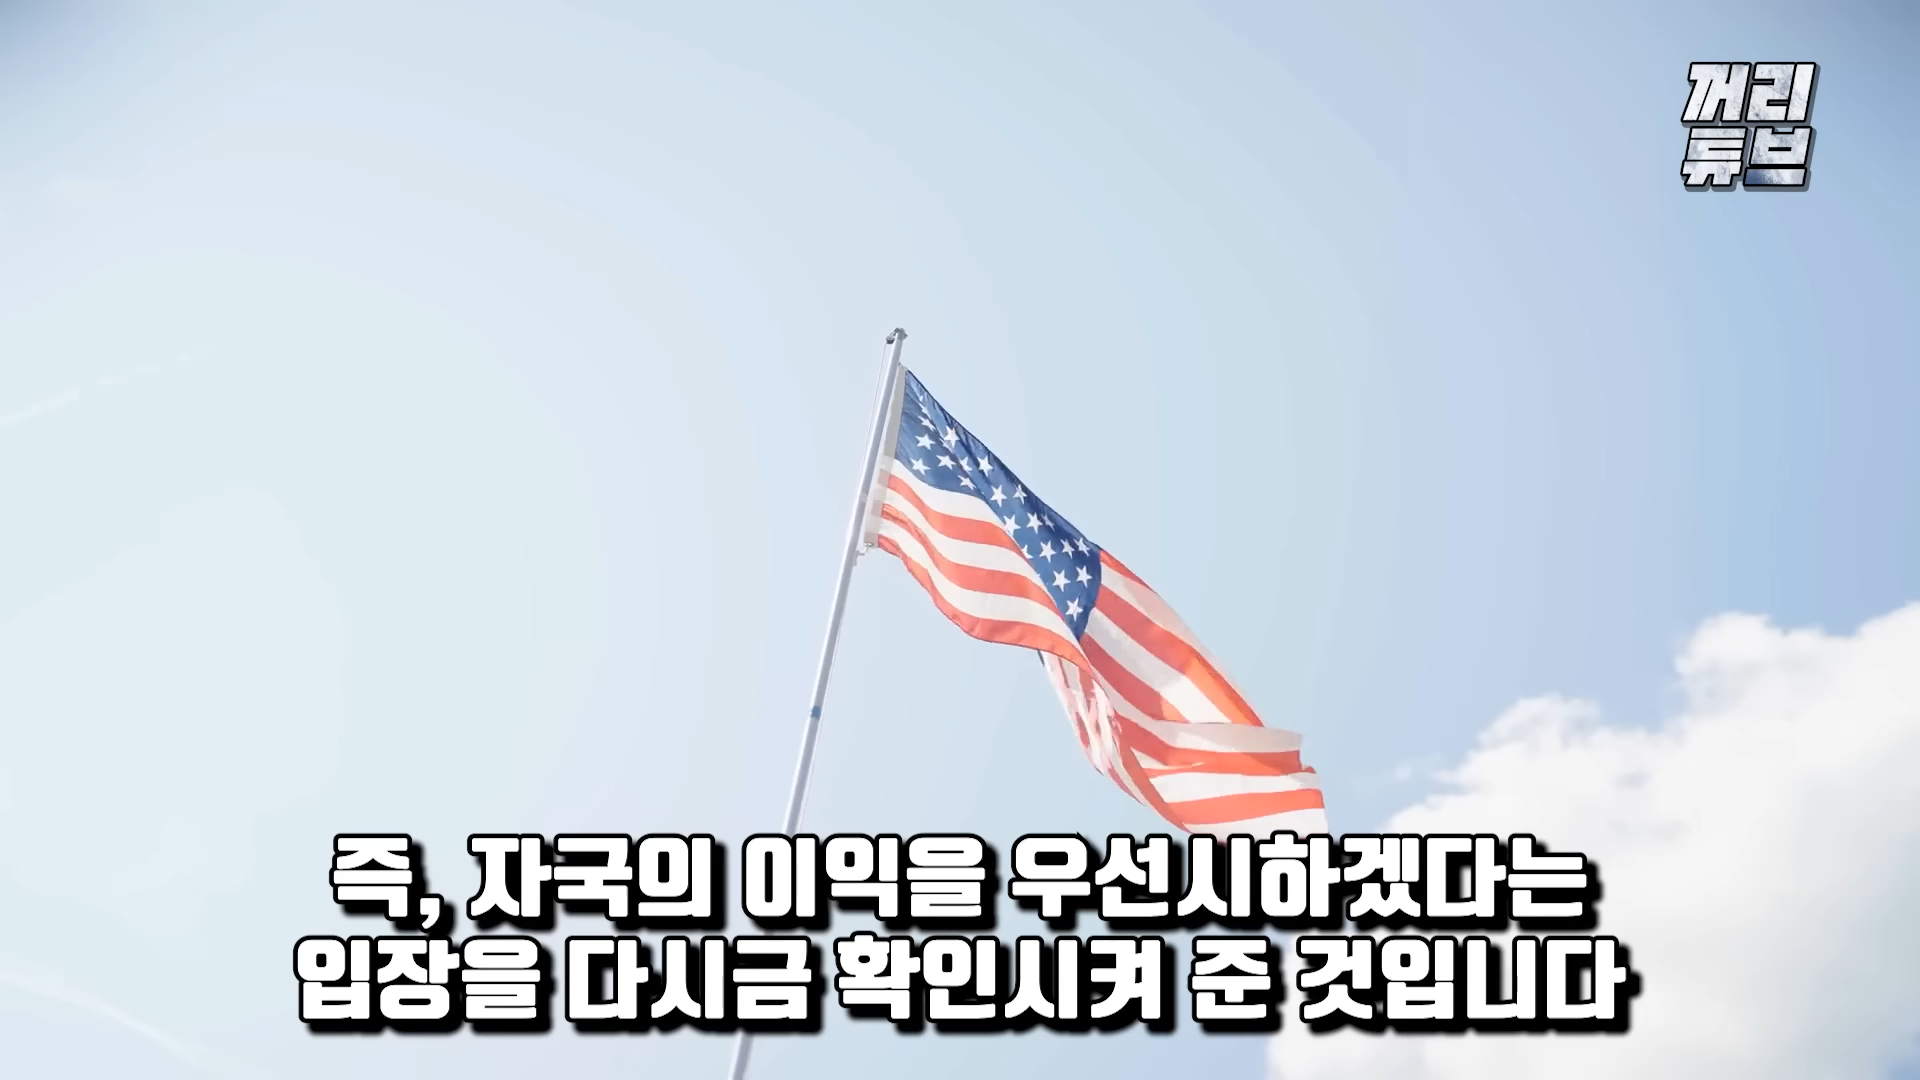 꺼리
튜브
즉, 자국의 이익을 우선시하겠다는
입장을 다시금 확인시켜 준 것입니다